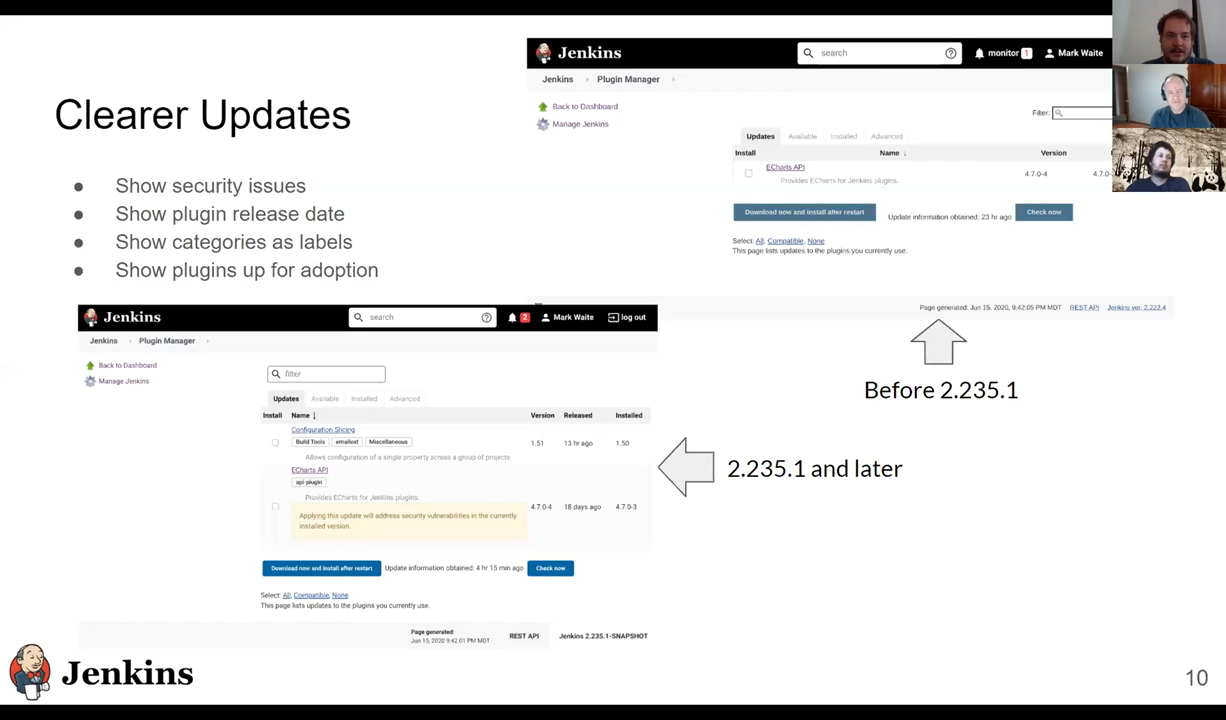 Clearer Updates
● Show security issues
● Show plugin release date
● Show categories as labels
● Show plugins up for adoption
Jenkins
search
monitor 1
Mark Waite
Jenkins › Plugin Manager ›
Back to Dashboard
Manage Jenkins
Filter:
Updates Available Installed Advanced
Install Name ↓ Version
ECharts API
Provides ECharts for Jenkins plugins.
4.7.0-4 4.7.0-
Download now and install after restart Update information obtained: 23 hr ago Check now
Select: All, Compatible, None
This page lists updates to the plugins you currently use.
Page generated: Jun 15, 2020, 9:42:05 PM MDT REST API Jenkins ver. 2.222.4
Before 2.235.1
Jenkins
search
2
Mark Waite
log out
Jenkins › Plugin Manager ›
Back to Dashboard
Manage Jenkins
filter
Updates Available Installed Advanced
Install Name ↓ Version Released Installed
Configuration Slicing
Build Tools emailext Miscellaneous
1.51 13 hr ago 1.50
Allows configuration of a single property across a group of projects
ECharts API
api-plugin
Provides ECharts for Jenkins plugins.
4.7.0-4 18 days ago 4.7.0-3
Applying this update will address security vulnerabilities in the currently
installed version.
Download now and install after restart Update information obtained: 4 hr 15 min ago Check now
Select: All, Compatible, None
This page lists updates to the plugins you currently use.
Page generated:
Jun 15, 2020, 9:42:01 PM MDT
REST API Jenkins 2.235.1-SNAPSHOT
2.235.1 and later
Jenkins
10